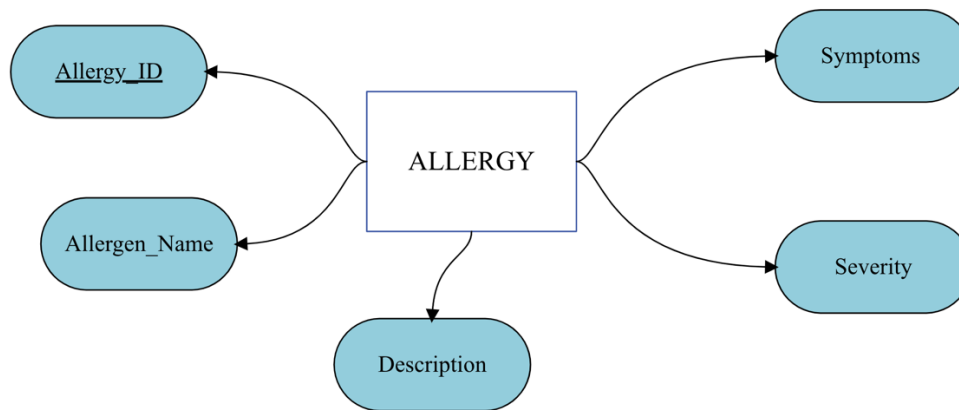 Allergy_ID
Symptoms
ALLERGY
Allergen_Name
Severity
Description